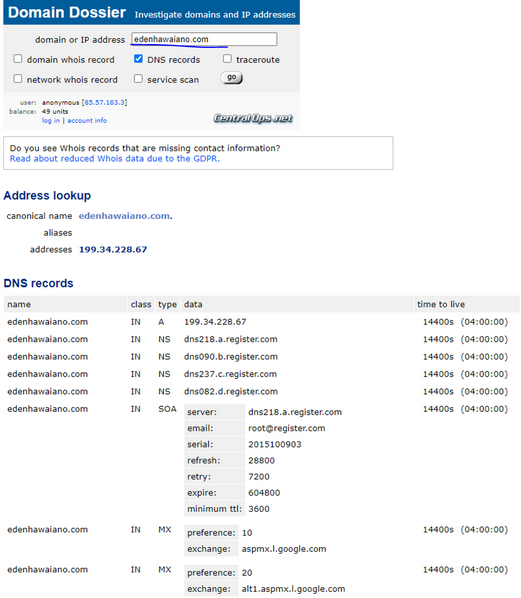 Domain Dossier Investigate domains and IP addresses
domain or IP address edenhawaiano.com
domain whois record DNS records traceroute
network whois record service scan go
user: anonymous [85.57.183.3]
balance: 49 units
log in | account info
CentralOps.net
Do you see Whois records that are missing contact information?
Read about reduced Whois data due to the GDPR.
Address lookup
canonical name edenhawaiano.com.
aliases
addresses 199.34.228.67
DNS records
name class type data time to live
edenhawaiano.com IN A 199.34.228.67 14400s (04:00:00)
edenhawaiano.com IN NS dns218.a.register.com 14400s (04:00:00)
edenhawaiano.com IN NS dns090.b.register.com 14400s (04:00:00)
edenhawaiano.com IN NS dns237.c.register.com 14400s (04:00:00)
edenhawaiano.com IN NS dns082.d.register.com 14400s (04:00:00)
edenhawaiano.com IN SOA server: dns218.a.register.com 14400s (04:00:00)
email: root@register.com
serial: 2015100903
refresh: 28800
retry: 7200
expire: 604800
minimum ttl: 3600
edenhawaiano.com IN MX preference: 10 14400s (04:00:00)
exchange: aspmx.l.google.com
edenhawaiano.com IN MX preference: 20 14400s (04:00:00)
exchange: alt1.aspmx.l.google.com